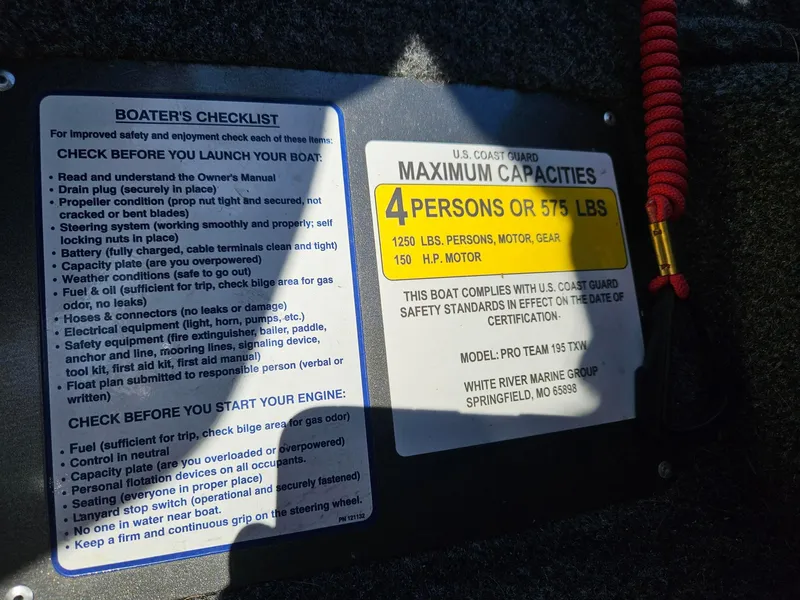 BOATER'S CHECKLIST
For improved safety and enjoyment check each of these items:
CHECK BEFORE YOU LAUNCH YOUR BOAT:
• Read and understand the Owner's Manual
• Drain plug (securely in place)
• Propeller condition (prop nut tight and secured, not
cracked or bent blades)
• Steering system (working smoothly and properly; self
locking nuts in place)
• Battery (fully charged, cable terminals clean and tight)
• Capacity plate (are you overpowered)
• Weather conditions (safe to go out)
• Fuel & oil (sufficient for trip, check bilge area for gas
odor, no leaks)
• Hoses & connectors (no leaks or damage)
• Electrical equipment (light, horn, pumps, etc.)
• Safety equipment (fire extinguisher, bailer, paddle,
anchor and line, mooring lines, signaling device,
tool kit, first aid kit, first aid manual)
• Float plan submitted to responsible person (verbal or
written)
CHECK BEFORE YOU START YOUR ENGINE:
• Fuel (sufficient for trip, check bilge area for gas odor)
• Control in neutral
• Capacity plate (are you overloaded or overpowered)
• Personal flotation devices on all occupants.
• Seating (everyone in proper place)
• Lanyard stop switch (operational and securely fastened)
• No one in water near boat.
• Keep a firm and continuous grip on the steering wheel.
PN 121132
U.S. COAST GUARD
MAXIMUM CAPACITIES
4 PERSONS OR 575 LBS
1250 LBS. PERSONS, MOTOR, GEAR
150 H.P. MOTOR
THIS BOAT COMPLIES WITH U.S. COAST GUARD
SAFETY STANDARDS IN EFFECT ON THE DATE OF
CERTIFICATION.
MODEL: PRO TEAM 195 TXW
WHITE RIVER MARINE GROUP
SPRINGFIELD, MO 65898